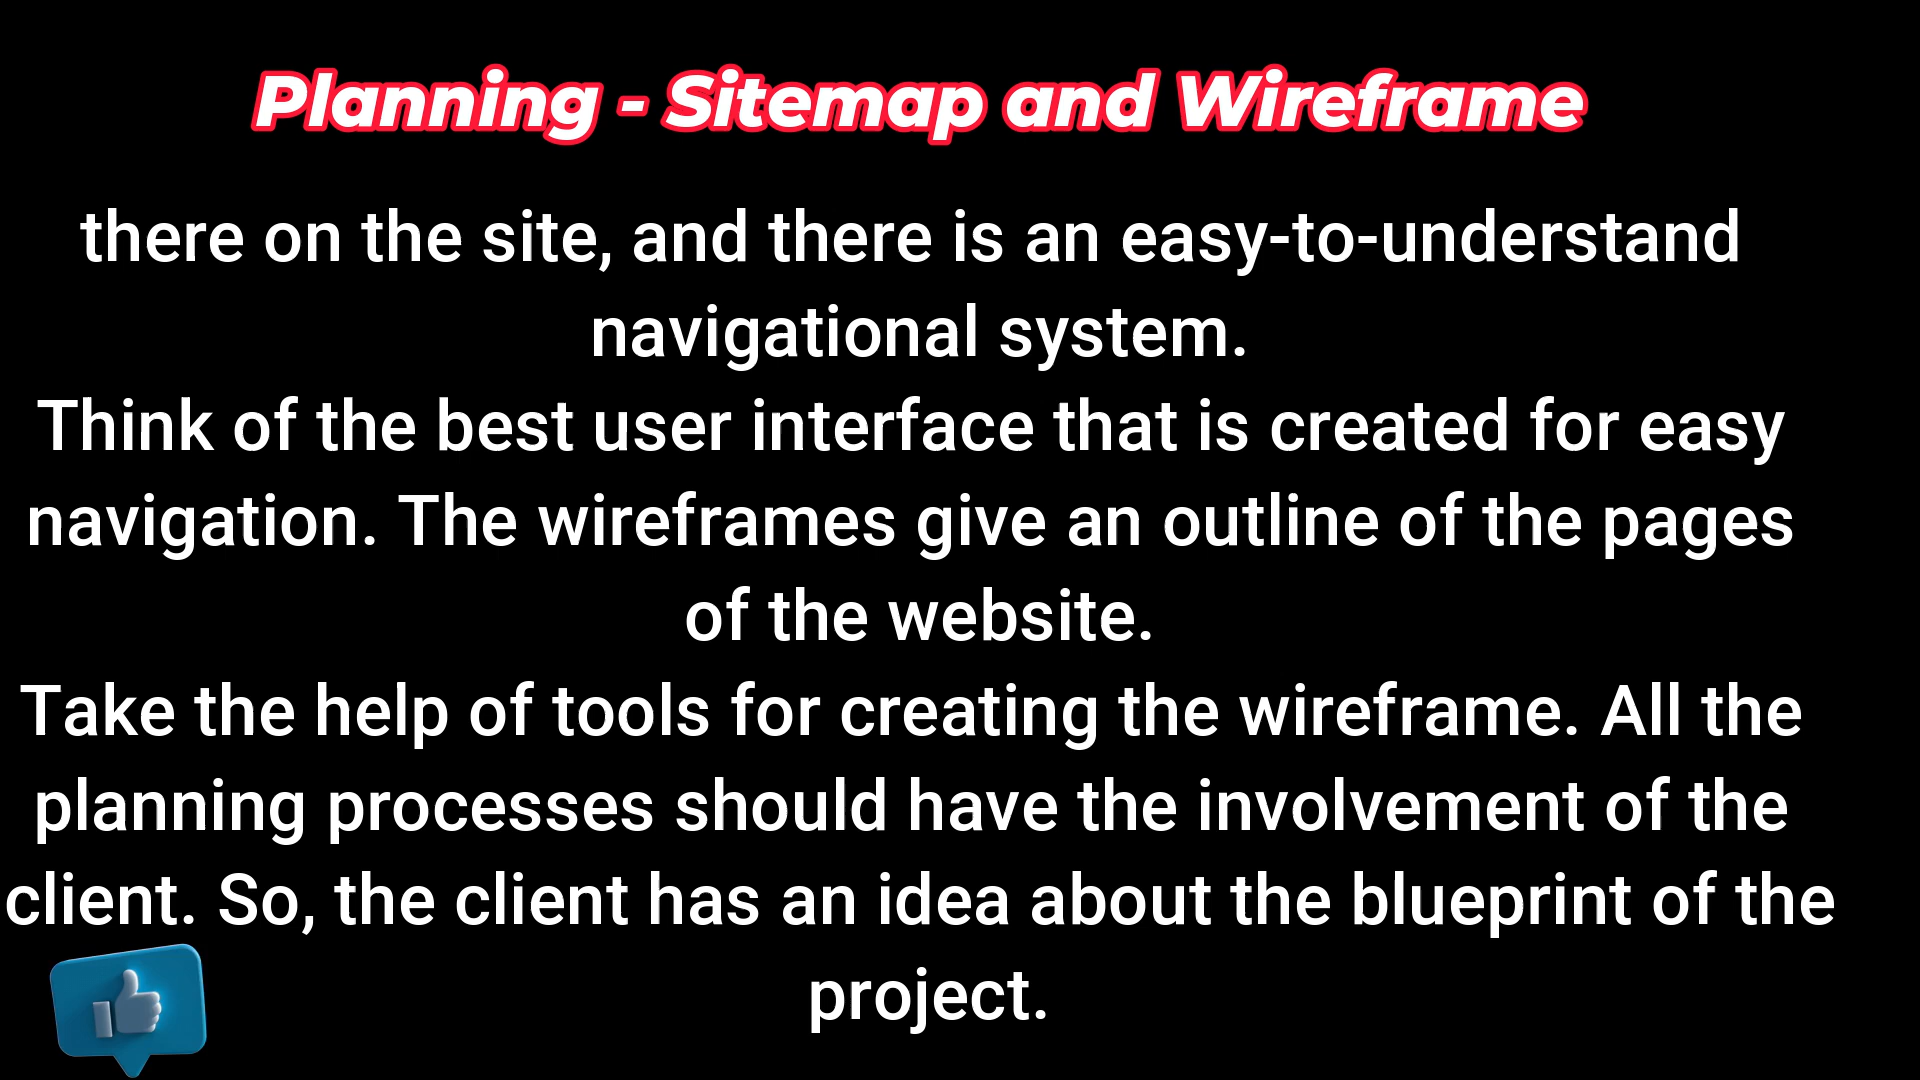 Planning - Sitemap and Wireframe
there on the site, and there is an easy-to-understand
navigational system.
Think of the best user interface that is created for easy
navigation. The wireframes give an outline of the pages
of the website.
Take the help of tools for creating the wireframe. All the
planning processes should have the involvement of the
client. So, the client has an idea about the blueprint of the
project.